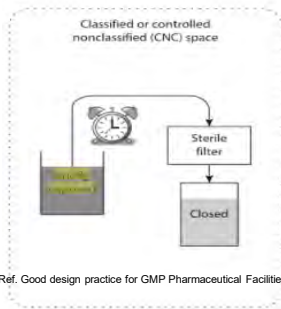 Classified or controlled
nonclassified (CNC) space
Sterile
filter
Closed
Ref. Good design practice for GMP Pharmaceutical Facilitie